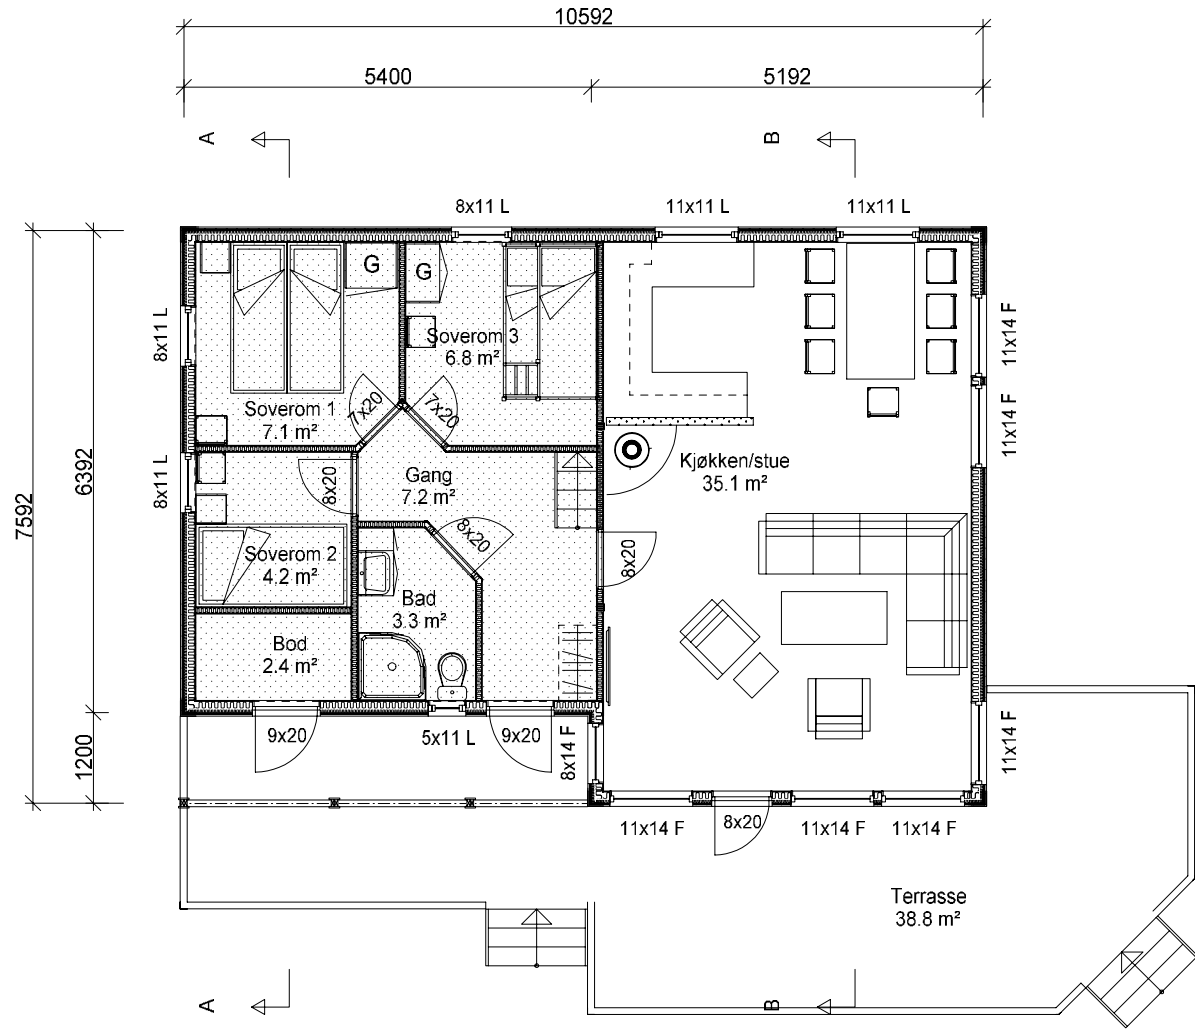 10592
5400
5192
A
B
8x11 L
11x11 L
11x11 L
G
G
8x11 L
11x14 F
Soverom 3
6.8 m²
Soverom 1
7.1 m²
7x20
7x20
11x14 F
Kjøkken/stue
35.1 m²
Gang
7.2 m²
8x11 L
8x20
6392
7592
8x20
8x20
Soverom 2
4.2 m²
Bad
3.3 m²
Bod
2.4 m²
9x20
5x11 L
9x20
8x14 F
11x14 F
1200
11x14 F
8x20
11x14 F
11x14 F
Terrasse
38.8 m²
A
B